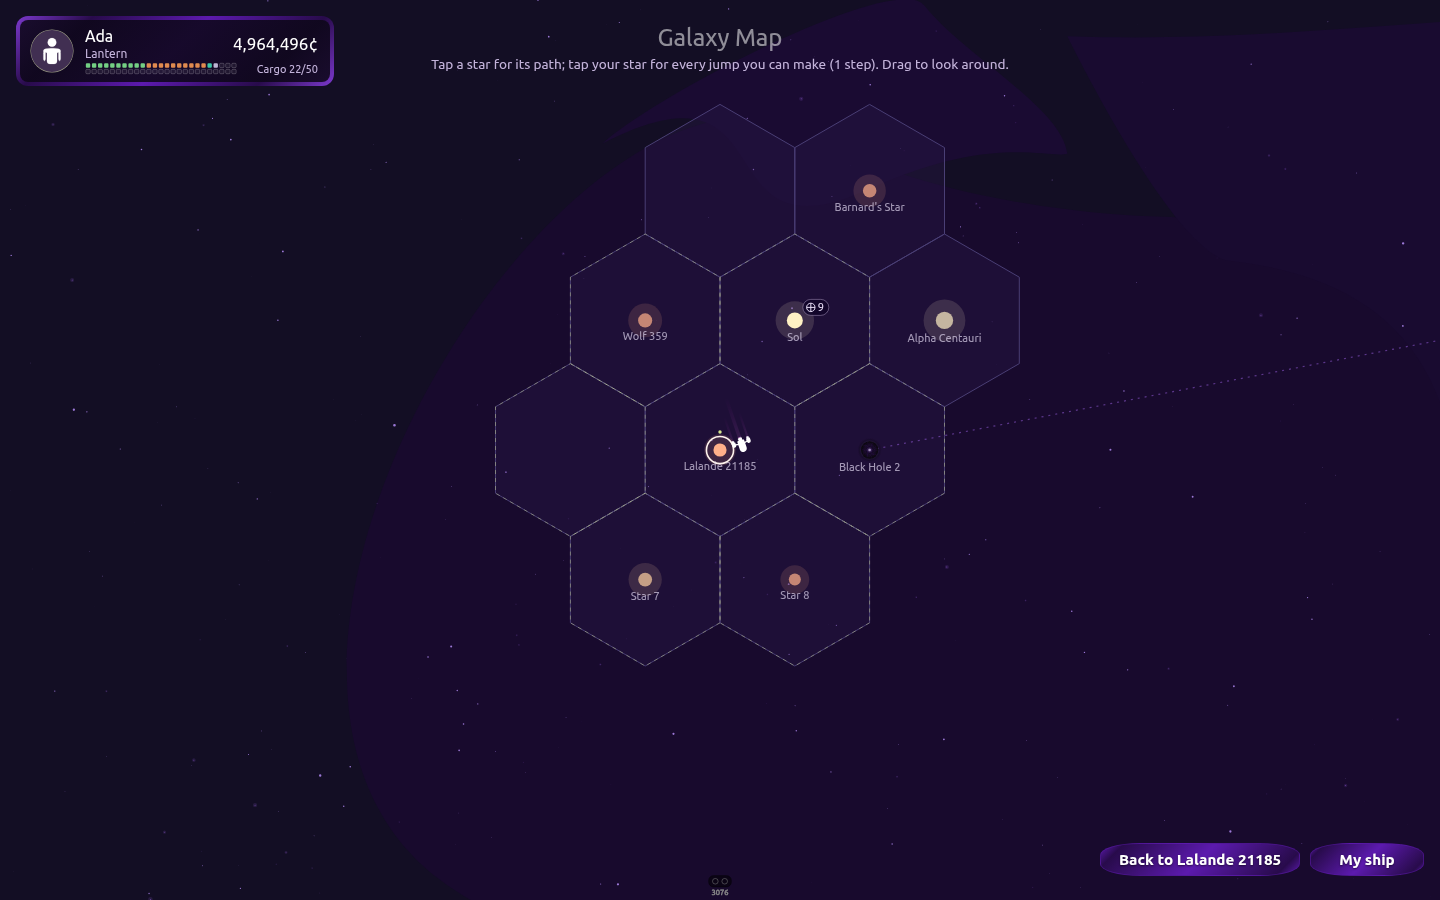 Ada
Lantern
4,964,496¢
Cargo 22/50
Galaxy Map
Tap a star for its path; tap your star for every jump you can make (1 step). Drag to look around.
Barnard's Star
Wolf 359
9
Sol
Alpha Centauri
Lalande 21185
Black Hole 2
Star 7
Star 8
Back to Lalande 21185
My ship
3076